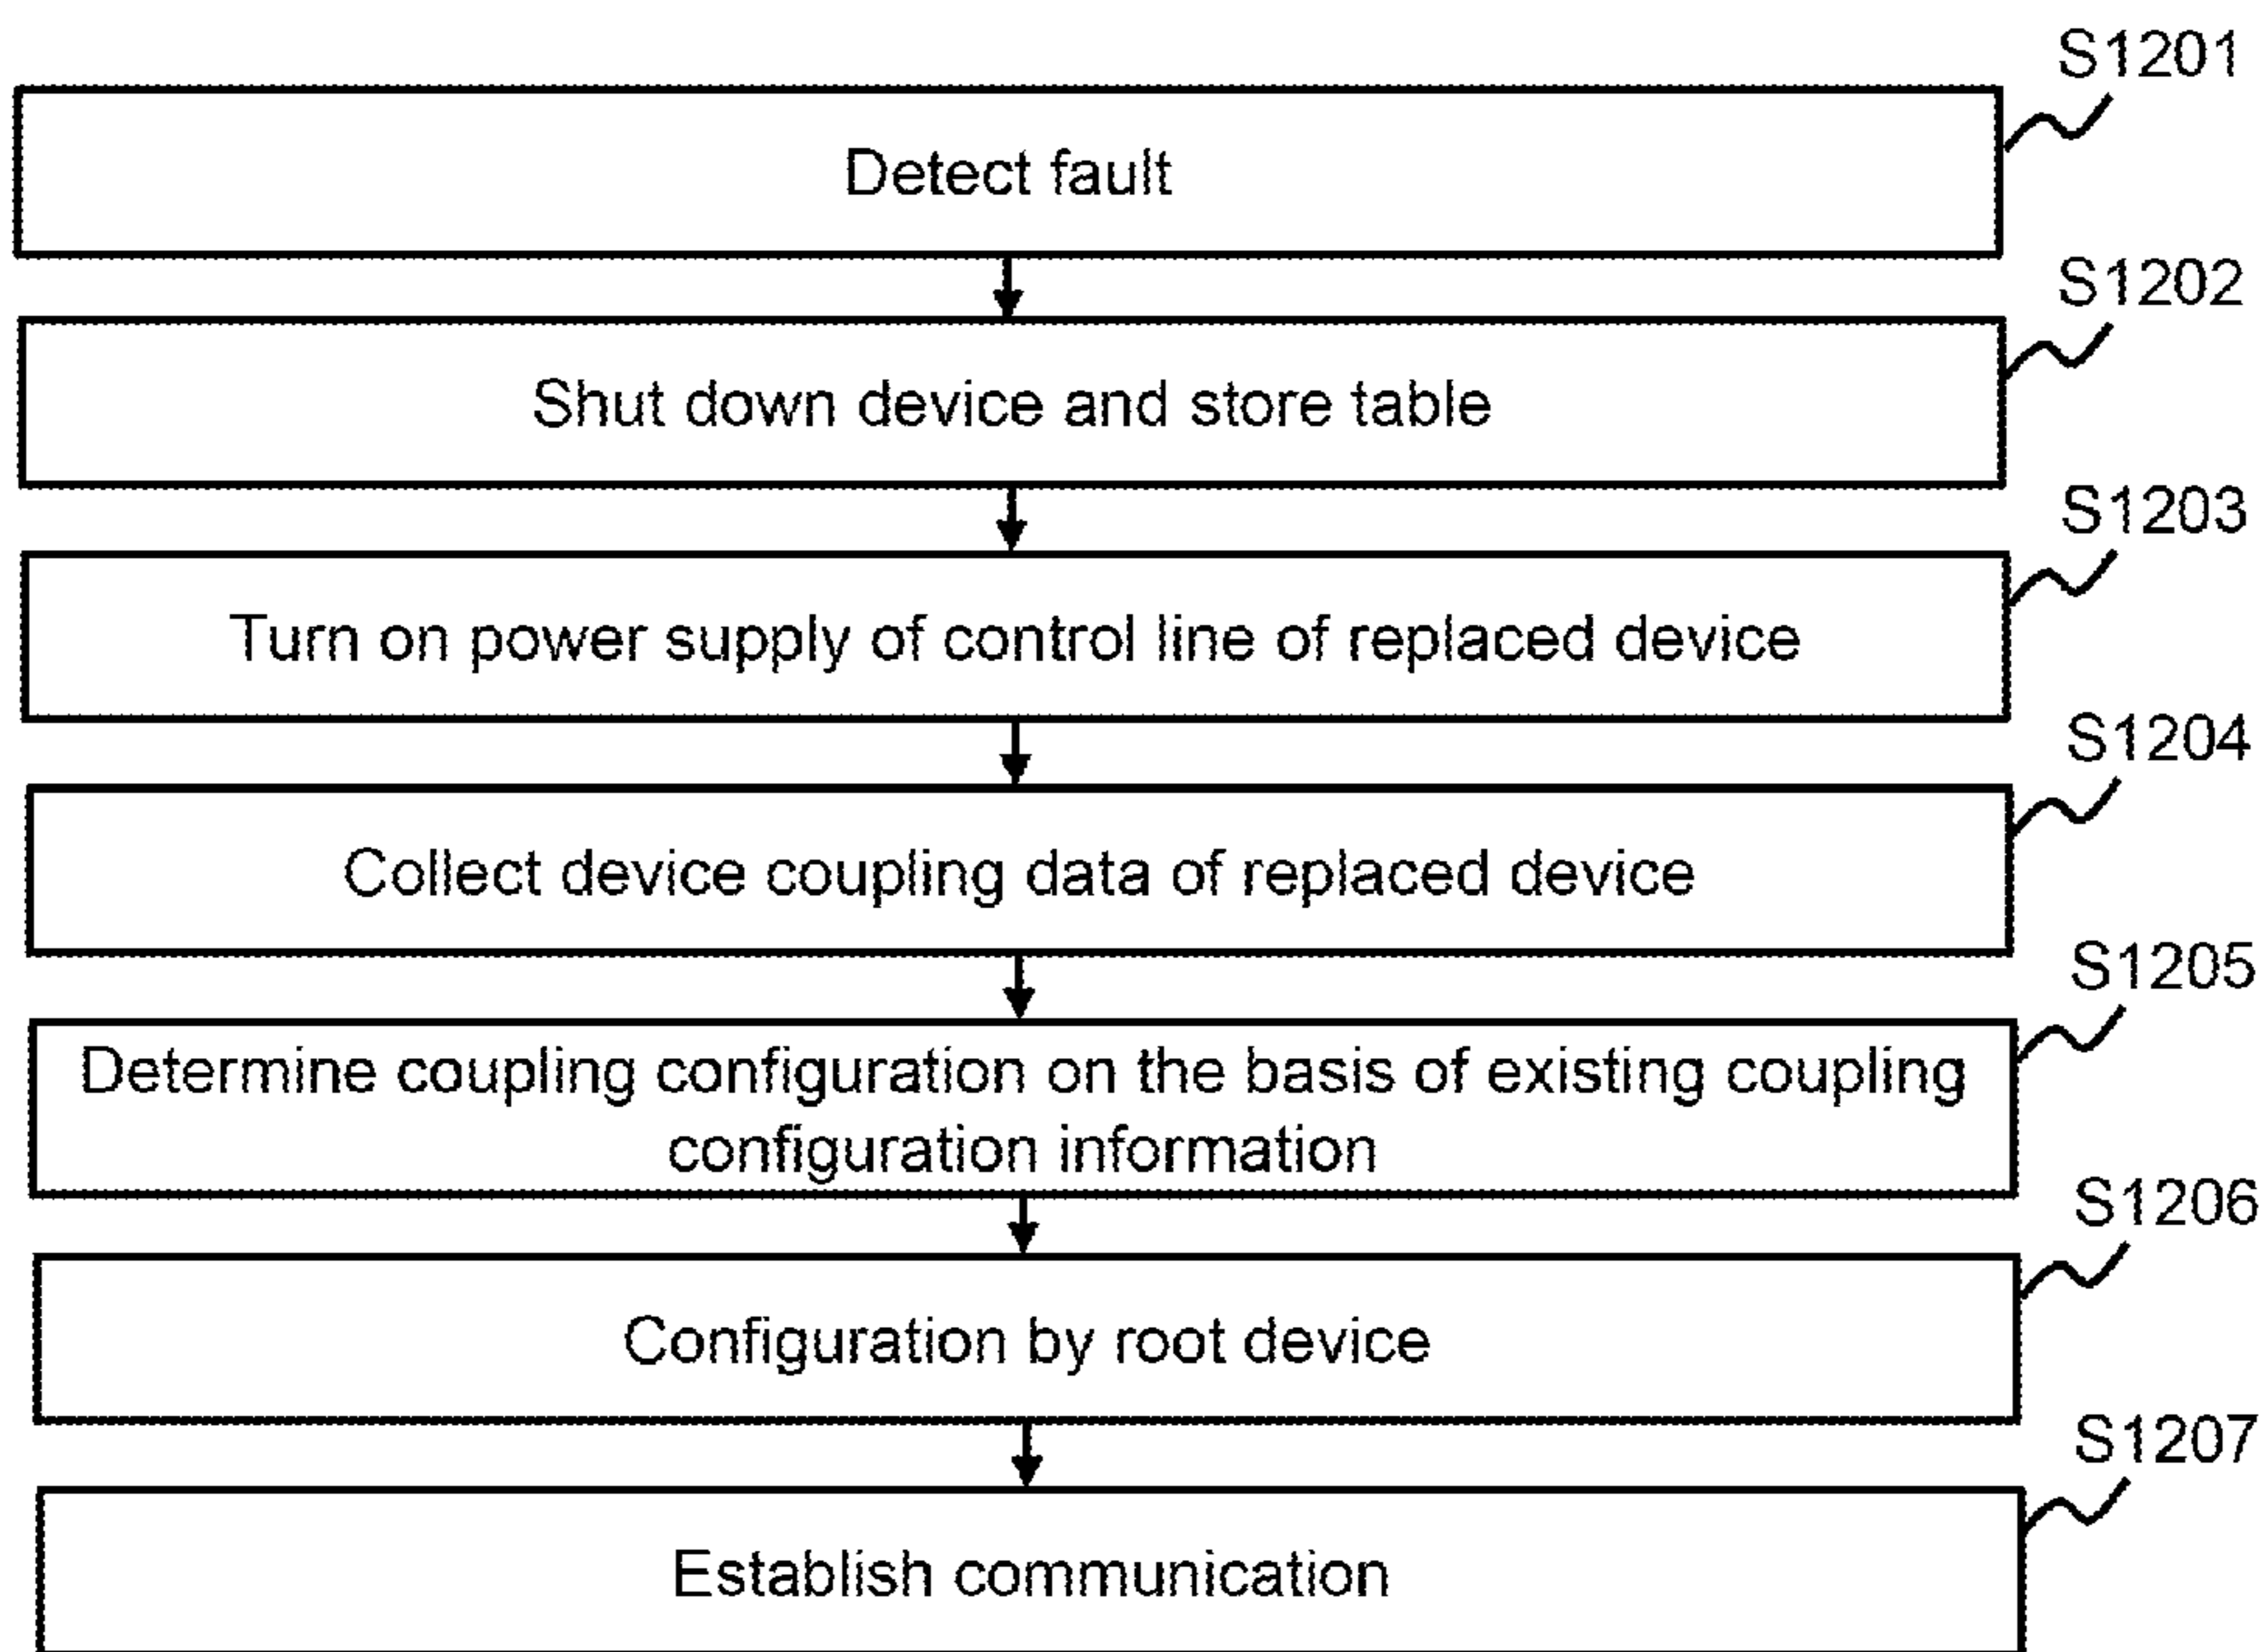 S1201
Detect fault
S1202
Shut down device and store table
S1203
Turn on power supply of control line of replaced device
S1204
Collect device coupling data of replaced device
S1205
Determine coupling configuration on the basis of existing coupling
configuration information
S1206
Configuration by root device
S1207
Establish communication